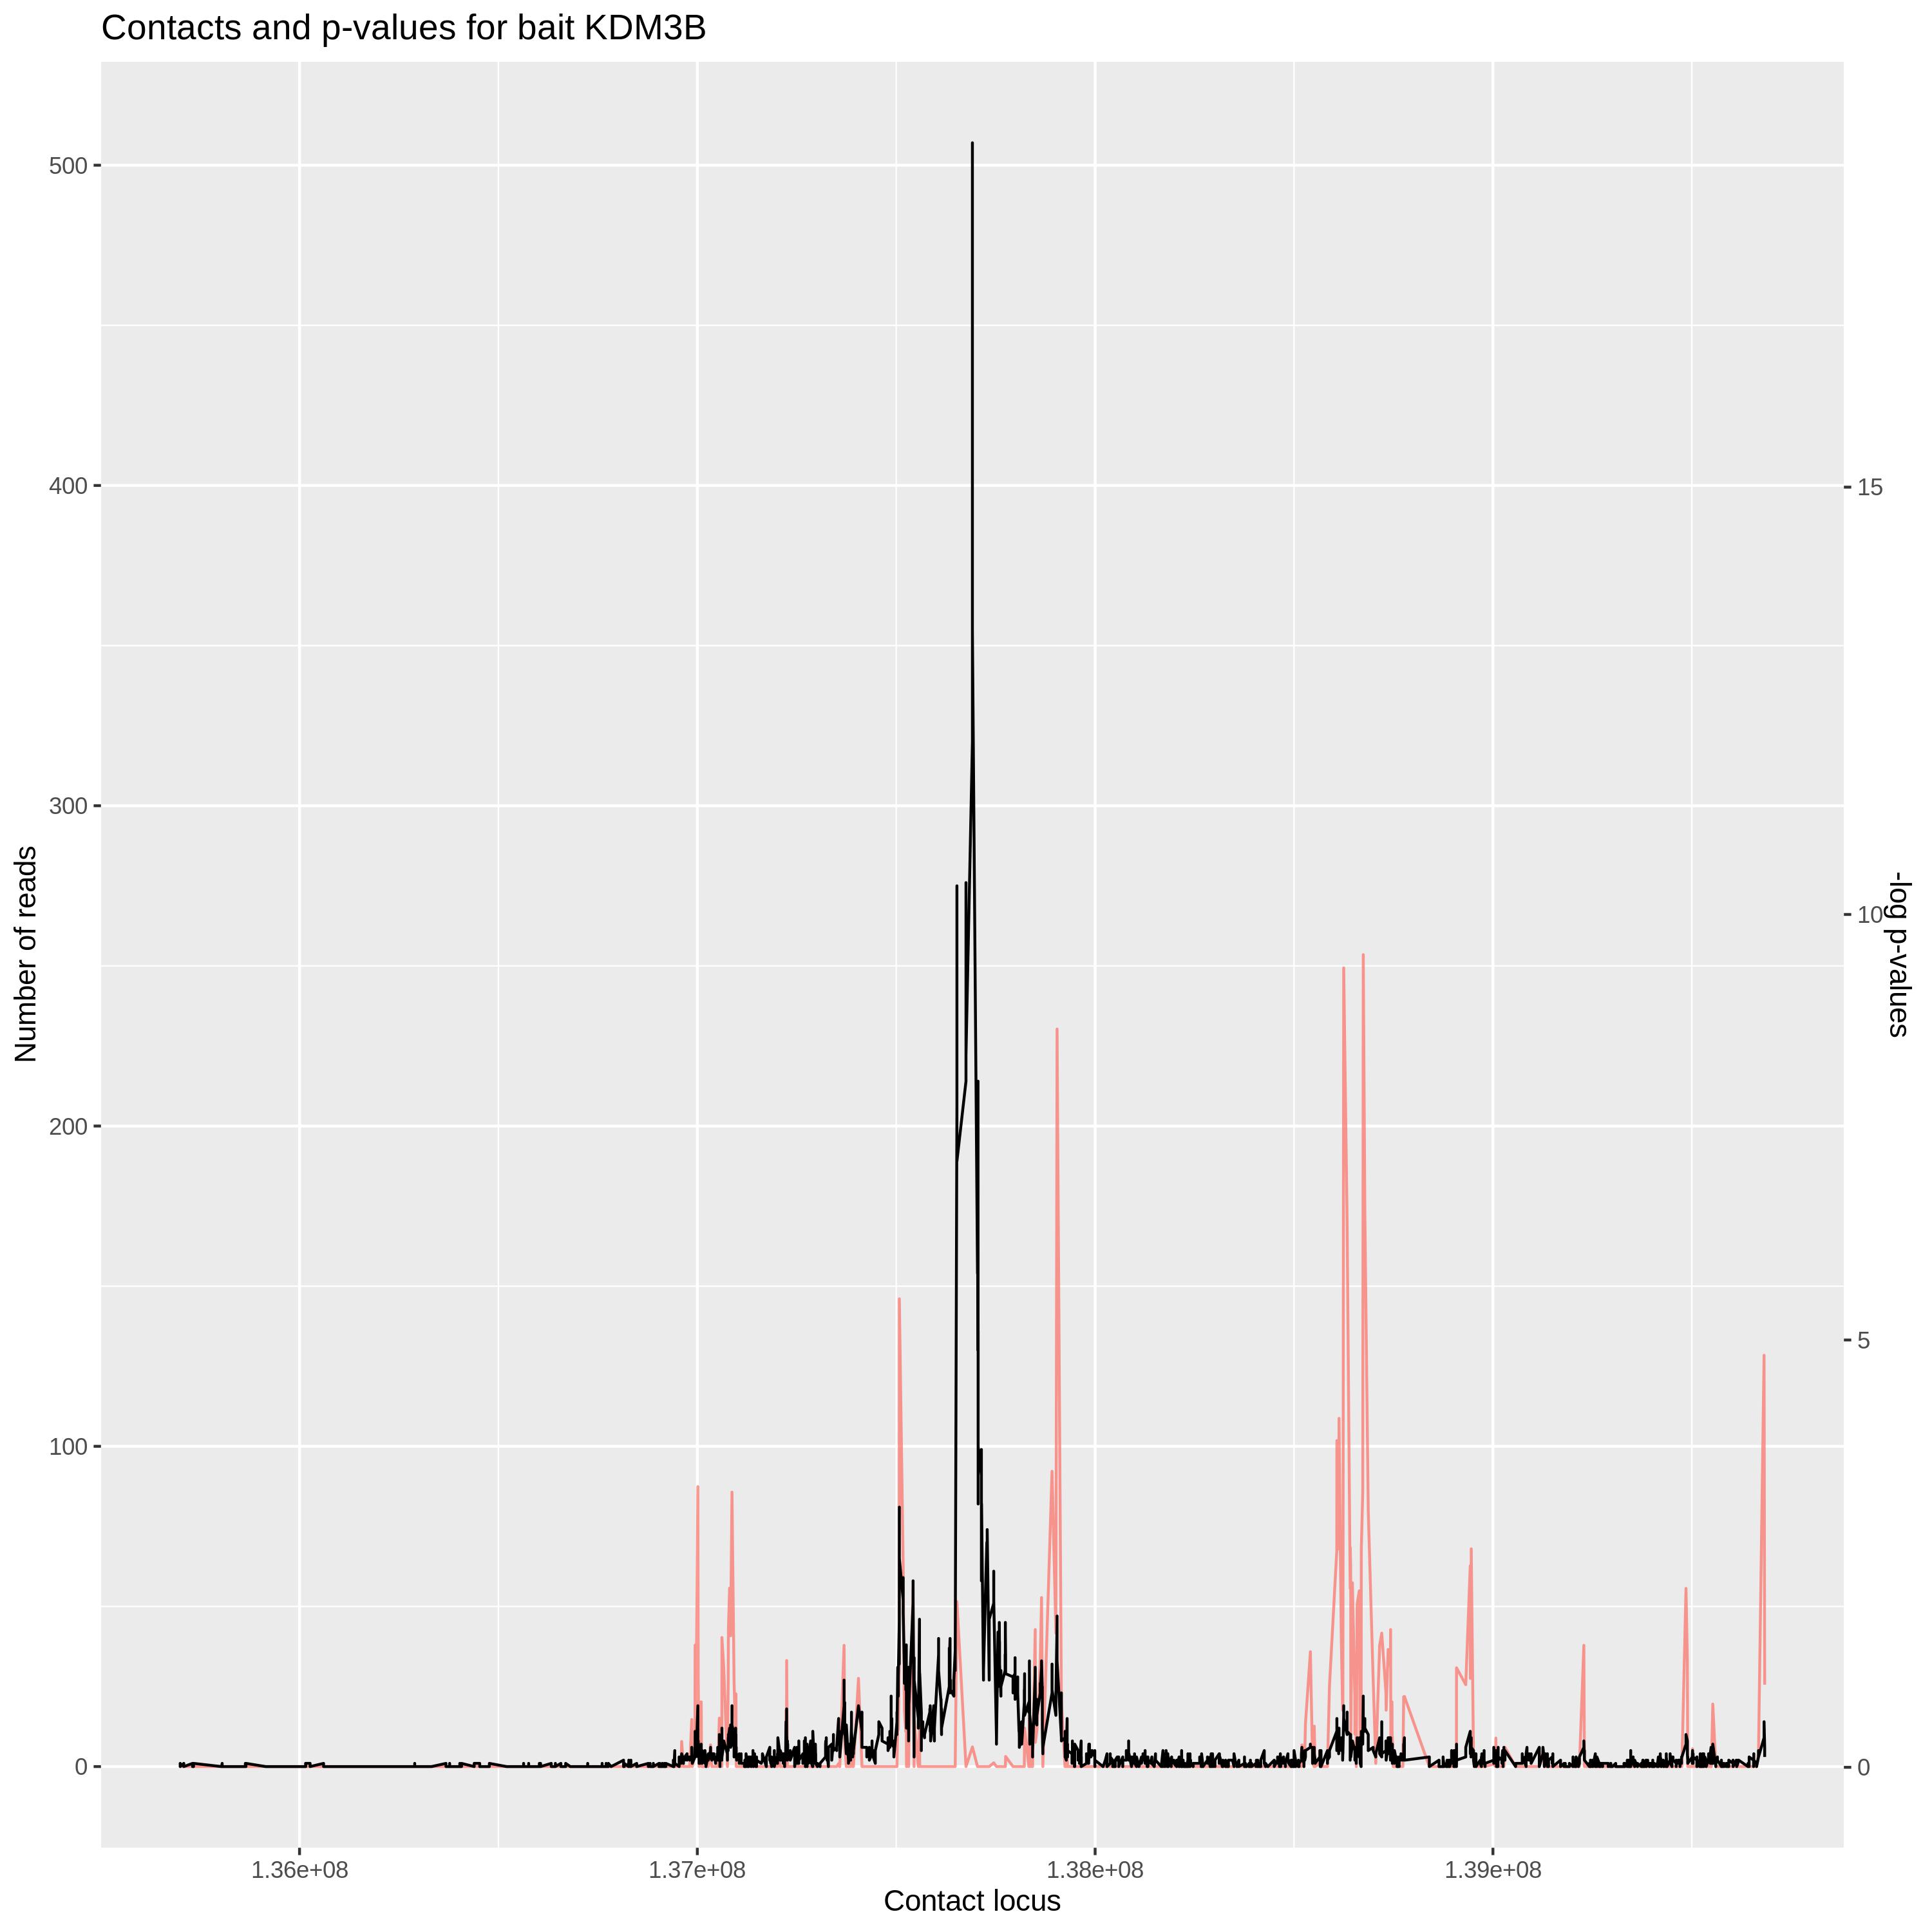 Contacts and p-values for bait KDM3B
500
400
300
200
100
0
Number of reads
15
10
5
0
-log p-values
1.36e+08
1.37e+08
1.38e+08
1.39e+08
Contact locus